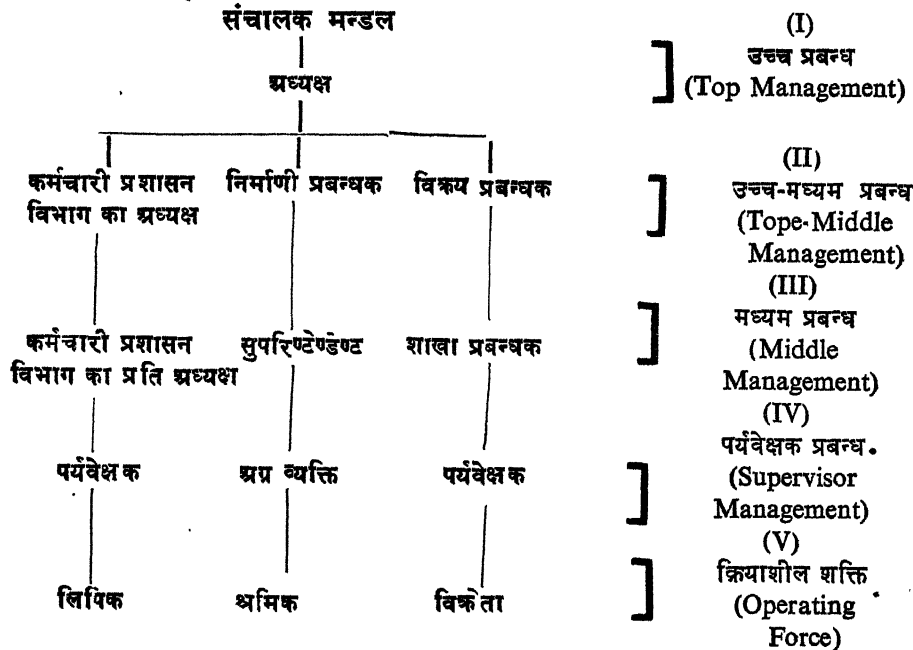 संचालक मन्डल
(I)
उच्च प्रबन्ध
(Top Management)
अध्यक्ष
(II)
उच्च-मध्यम प्रबन्ध
(Tope-Middle
Management)
कर्मचारी प्रशासन
विभाग का अध्यक्ष
निर्माणी प्रबन्धक
विक्रय प्रबन्धक
(III)
मध्यम प्रबन्ध
(Middle
Management)
कर्मचारी प्रशासन
विभाग का प्रति अध्यक्ष
सुपरिण्टेण्डेण्ट
शाखा प्रबन्धक
(IV)
पर्यवेक्षक प्रबन्ध.
(Supervisor
Management)
पर्यवेक्षक
अग्र व्यक्ति
पर्यवेक्षक
(V)
क्रियाशील शक्ति
(Operating
Force)
लिपिक
श्रमिक
विक्रेता